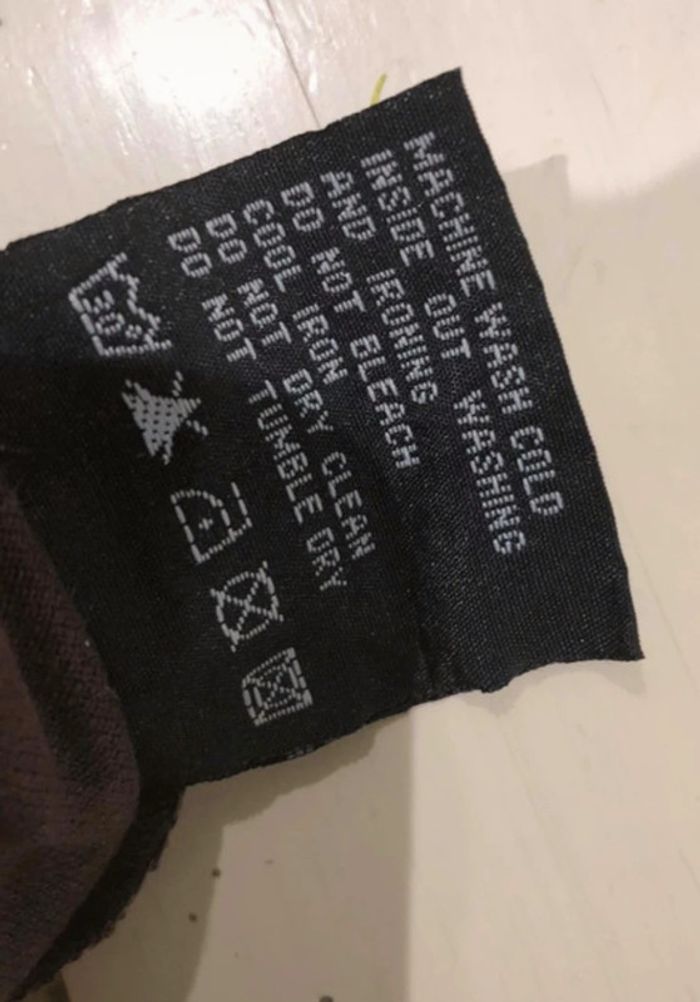 MACHINE WASH COLD
INSIDE OUT WASHING
AND IRONING
DO NOT BLEACH
COOL IRON
DO NOT DRY CLEAN
DO NOT TUMBLE DRY
30°